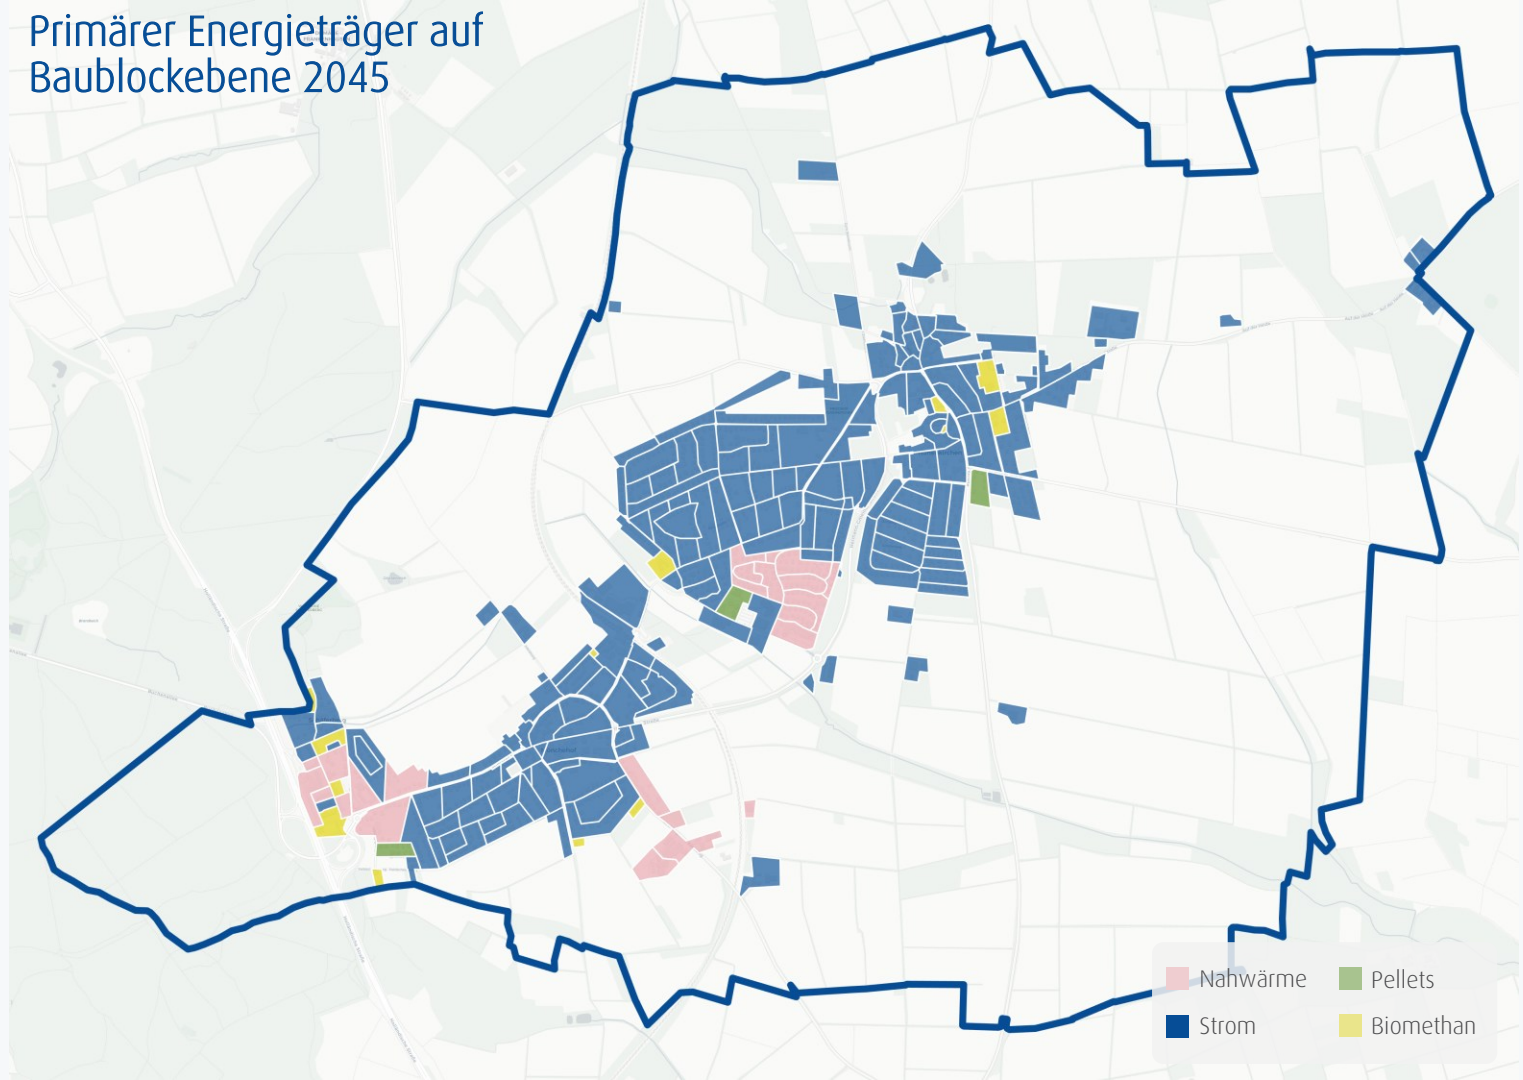 Primärer Energieträger auf
Baublockebene 2045
Nahwärme
Pellets
Strom
Biomethan